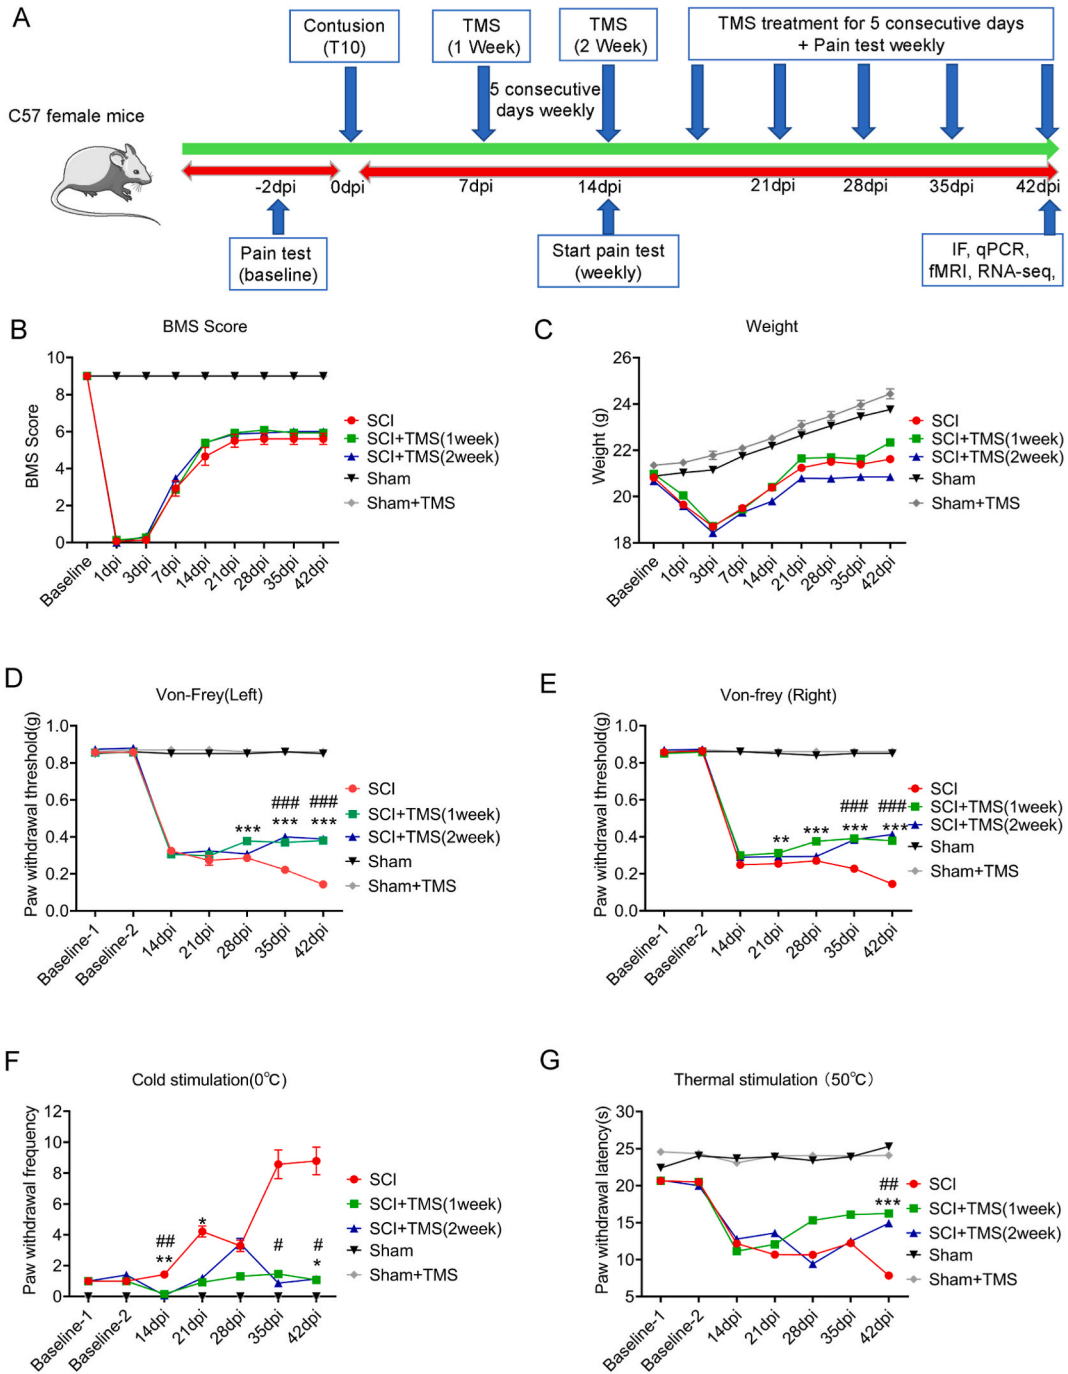 A
Contusion
(T10)
TMS
(1 Week)
TMS
(2 Week)
TMS treatment for 5 consecutive days
+ Pain test weekly
5 consecutive
days weekly
C57 female mice
-2dpi
0dpi
7dpi
14dpi
21dpi
28dpi
35dpi
42dpi
Pain test
(baseline)
Start pain test
(weekly)
IF, qPCR,
fMRI, RNA-seq,
B
BMS Score
BMS Score
10
8
6
4
2
0
Baseline
1dpi
3dpi
7dpi
14dpi
21dpi
28dpi
35dpi
42dpi
SCI
SCI+TMS(1week)
SCI+TMS(2week)
Sham
Sham+TMS
C
Weight
Weight (g)
26
24
22
20
18
Baseline
1dpi
3dpi
7dpi
14dpi
21dpi
28dpi
35dpi
42dpi
SCI
SCI+TMS(1week)
SCI+TMS(2week)
Sham
Sham+TMS
D
Von-Frey(Left)
Paw withdrawal threshold(g)
1.0
0.8
0.6
0.4
0.2
0.0
***
###
***
###
***
Baseline-1
Baseline-2
14dpi
21dpi
28dpi
35dpi
42dpi
SCI
SCI+TMS(1week)
SCI+TMS(2week)
Sham
Sham+TMS
E
Von-frey (Right)
Paw withdrawal threshold(g)
1.0
0.8
0.6
0.4
0.2
0.0
**
***
###
***
###
***
Baseline-1
Baseline-2
14dpi
21dpi
28dpi
35dpi
42dpi
SCI
SCI+TMS(1week)
SCI+TMS(2week)
Sham
Sham+TMS
F
Cold stimulation(0℃)
Paw withdrawal frequency
12
10
8
6
4
2
0
##
**
*
#
#
*
Baseline-1
Baseline-2
14dpi
21dpi
28dpi
35dpi
42dpi
SCI
SCI+TMS(1week)
SCI+TMS(2week)
Sham
Sham+TMS
G
Thermal stimulation (50℃)
Paw withdrawal latency(s)
30
25
20
15
10
5
##
***
Baseline-1
Baseline-2
14dpi
21dpi
28dpi
35dpi
42dpi
SCI
SCI+TMS(1week)
SCI+TMS(2week)
Sham
Sham+TMS